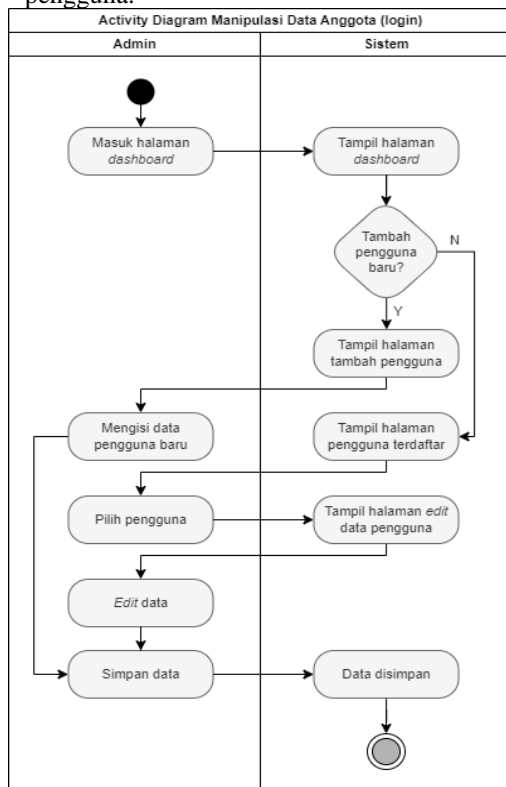 pengguna.
Activity Diagram Manipulasi Data Anggota (login)
Admin
Sistem
Masuk halaman
dashboard
Tampil halaman
dashboard
Tambah
pengguna
baru?
N
Y
Tampil halaman
tambah pengguna
Mengisi data
pengguna baru
Tampil halaman
pengguna terdaftar
Pilih pengguna
Tampil halaman edit
data pengguna
Edit data
Simpan data
Data disimpan